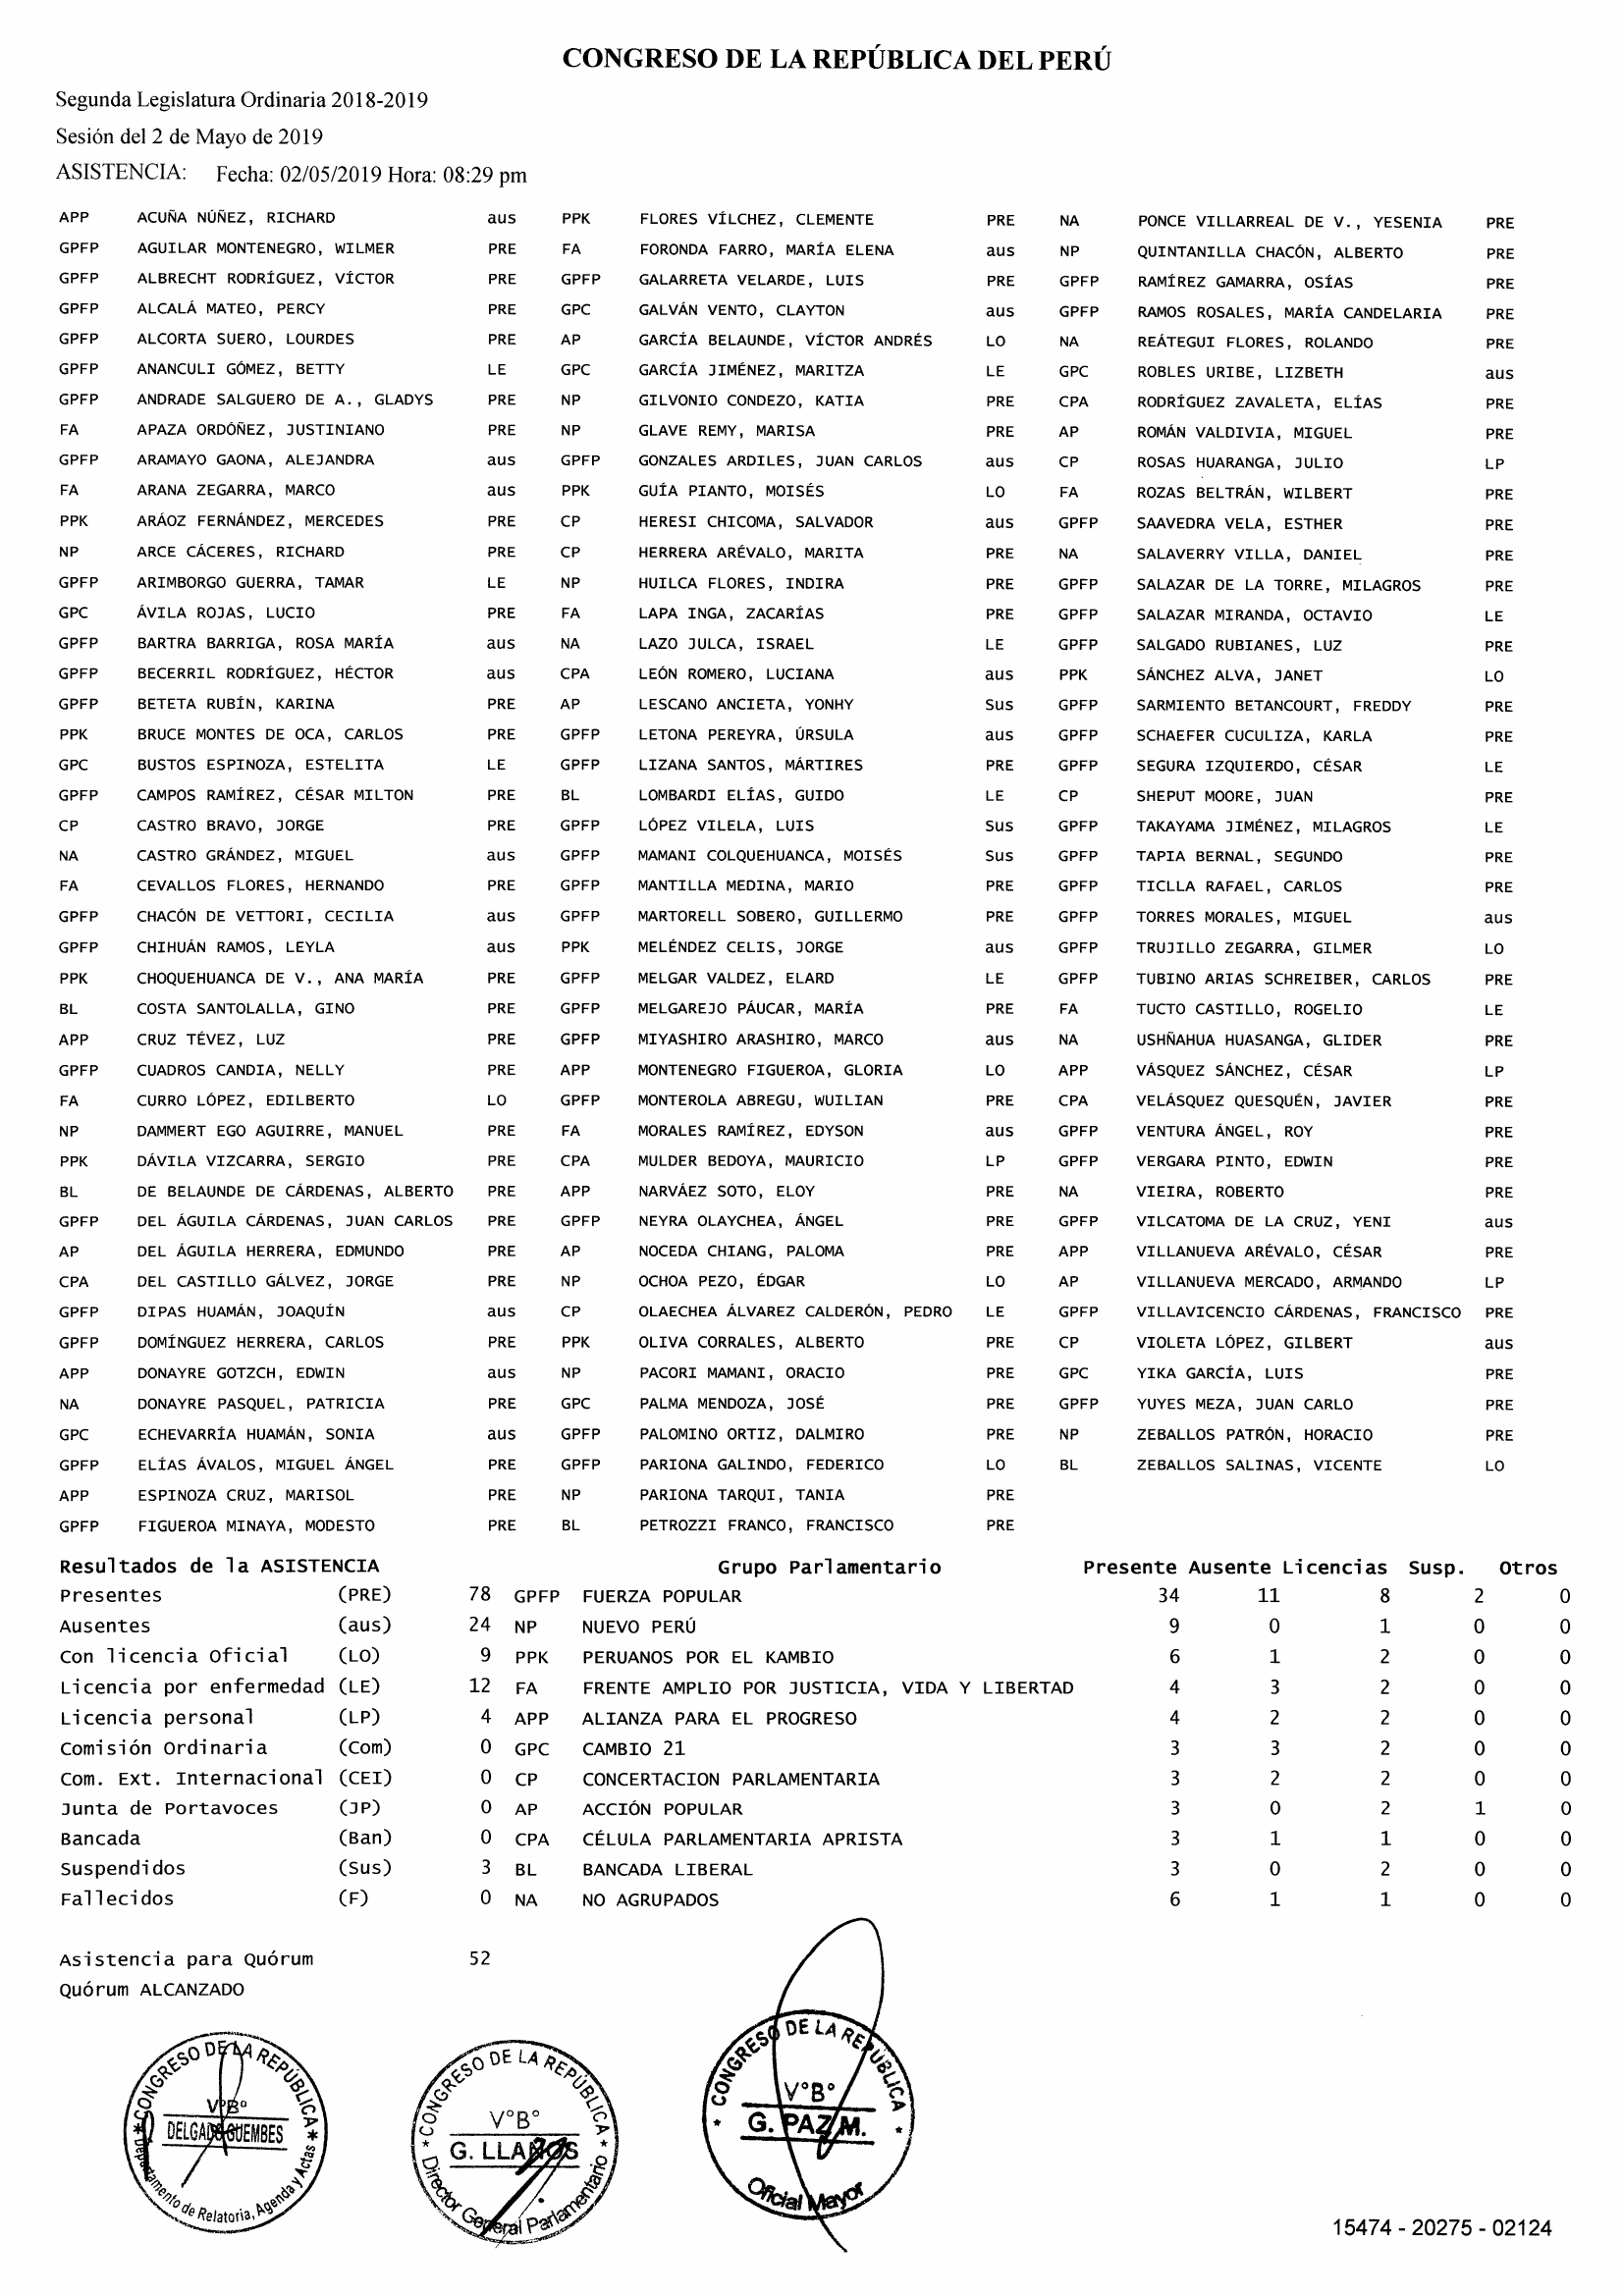 CONGRESO DE LA REPÚBLICA DEL PERÚ
Segunda Legislatura Ordinaria 2018-2019
Sesión del 2 de Mayo de 2019
ASISTENCIA: Fecha: 02/05/2019 Hora: 08:29 pm
APP ACUÑA NÚÑEZ, RICHARD aus PPK FLORES VÍLCHEZ, CLEMENTE PRE NA PONCE VILLARREAL DE V., YESENIA PRE
GPFP AGUILAR MONTENEGRO, WILMER PRE FA FORONDA FARRO, MARÍA ELENA aus NP QUINTANILLA CHACÓN, ALBERTO PRE
GPFP ALBRECHT RODRÍGUEZ, VÍCTOR PRE GPFP GALARRETA VELARDE, LUIS PRE GPFP RAMÍREZ GAMARRA, OSÍAS PRE
GPFP ALCALÁ MATEO, PERCY PRE GPC GALVÁN VENTO, CLAYTON aus GPFP RAMOS ROSALES, MARÍA CANDELARIA PRE
GPFP ALCORTA SUERO, LOURDES PRE AP GARCÍA BELAUNDE, VÍCTOR ANDRÉS LO NA REÁTEGUI FLORES, ROLANDO PRE
GPFP ANANCULI GÓMEZ, BETTY LE GPC GARCÍA JIMÉNEZ, MARITZA LE GPC ROBLES URIBE, LIZBETH aus
GPFP ANDRADE SALGUERO DE A., GLADYS PRE NP GILVONIO CONDEZO, KATIA PRE CPA RODRÍGUEZ ZAVALETA, ELÍAS PRE
FA APAZA ORDÓÑEZ, JUSTINIANO PRE NP GLAVE REMY, MARISA PRE AP ROMÁN VALDIVIA, MIGUEL PRE
GPFP ARAMAYO GAONA, ALEJANDRA aus GPFP GONZALES ARDILES, JUAN CARLOS aus CP ROSAS HUARANGA, JULIO LP
FA ARANA ZEGARRA, MARCO aus PPK GUÍA PIANTO, MOISÉS LO FA ROZAS BELTRÁN, WILBERT PRE
PPK ARÁOZ FERNÁNDEZ, MERCEDES PRE CP HERESI CHICOMA, SALVADOR aus GPFP SAAVEDRA VELA, ESTHER PRE
NP ARCE CÁCERES, RICHARD PRE CP HERRERA ARÉVALO, MARITA PRE NA SALAVERRY VILLA, DANIEL PRE
GPFP ARIMBORGO GUERRA, TAMAR LE NP HUILCA FLORES, INDIRA PRE GPFP SALAZAR DE LA TORRE, MILAGROS PRE
GPC ÁVILA ROJAS, LUCIO PRE FA LAPA INGA, ZACARÍAS PRE GPFP SALAZAR MIRANDA, OCTAVIO LE
GPFP BARTRA BARRIGA, ROSA MARÍA aus NA LAZO JULCA, ISRAEL LE GPFP SALGADO RUBIANES, LUZ PRE
GPFP BECERRIL RODRÍGUEZ, HÉCTOR aus CPA LEÓN ROMERO, LUCIANA aus PPK SÁNCHEZ ALVA, JANET LO
GPFP BETETA RUBÍN, KARINA PRE AP LESCANO ANCIETA, YONHY Sus GPFP SARMIENTO BETANCOURT, FREDDY PRE
PPK BRUCE MONTES DE OCA, CARLOS PRE GPFP LETONA PEREYRA, ÚRSULA aus GPFP SCHAEFER CUCULIZA, KARLA PRE
GPC BUSTOS ESPINOZA, ESTELITA LE GPFP LIZANA SANTOS, MÁRTIRES PRE GPFP SEGURA IZQUIERDO, CÉSAR LE
GPFP CAMPOS RAMÍREZ, CÉSAR MILTON PRE BL LOMBARDI ELÍAS, GUIDO LE CP SHEPUT MOORE, JUAN PRE
CP CASTRO BRAVO, JORGE PRE GPFP LÓPEZ VILELA, LUIS Sus GPFP TAKAYAMA JIMÉNEZ, MILAGROS LE
NA CASTRO GRÁNDEZ, MIGUEL aus GPFP MAMANI COLQUEHUANCA, MOISÉS Sus GPFP TAPIA BERNAL, SEGUNDO PRE
FA CEVALLOS FLORES, HERNANDO PRE GPFP MANTILLA MEDINA, MARIO PRE GPFP TICLLA RAFAEL, CARLOS PRE
GPFP CHACÓN DE VETTORI, CECILIA aus GPFP MARTORELL SOBERO, GUILLERMO PRE GPFP TORRES MORALES, MIGUEL aus
GPFP CHIHUÁN RAMOS, LEYLA aus PPK MELÉNDEZ CELIS, JORGE aus GPFP TRUJILLO ZEGARRA, GILMER LO
PPK CHOQUEHUANCA DE V., ANA MARÍA PRE GPFP MELGAR VALDEZ, ELARD LE GPFP TUBINO ARIAS SCHREIBER, CARLOS PRE
BL COSTA SANTOLALLA, GINO PRE GPFP MELGAREJO PÁUCAR, MARÍA PRE FA TUCTO CASTILLO, ROGELIO LE
APP CRUZ TÉVEZ, LUZ PRE GPFP MIYASHIRO ARASHIRO, MARCO aus NA USHÑAHUA HUASANGA, GLIDER PRE
GPFP CUADROS CANDIA, NELLY PRE APP MONTENEGRO FIGUEROA, GLORIA LO APP VÁSQUEZ SÁNCHEZ, CÉSAR LP
FA CURRO LÓPEZ, EDILBERTO LO GPFP MONTEROLA ABREGU, WUILIAN PRE CPA VELÁSQUEZ QUESQUÉN, JAVIER PRE
NP DAMMERT EGO AGUIRRE, MANUEL PRE FA MORALES RAMÍREZ, EDYSON aus GPFP VENTURA ÁNGEL, ROY PRE
PPK DÁVILA VIZCARRA, SERGIO PRE CPA MULDER BEDOYA, MAURICIO LP GPFP VERGARA PINTO, EDWIN PRE
BL DE BELAUNDE DE CÁRDENAS, ALBERTO PRE APP NARVÁEZ SOTO, ELOY PRE NA VIEIRA, ROBERTO PRE
GPFP DEL ÁGUILA CÁRDENAS, JUAN CARLOS PRE GPFP NEYRA OLAYCHEA, ÁNGEL PRE GPFP VILCATOMA DE LA CRUZ, YENI aus
AP DEL ÁGUILA HERRERA, EDMUNDO PRE AP NOCEDA CHIANG, PALOMA PRE APP VILLANUEVA ARÉVALO, CÉSAR PRE
CPA DEL CASTILLO GÁLVEZ, JORGE PRE NP OCHOA PEZO, ÉDGAR LO AP VILLANUEVA MERCADO, ARMANDO LP
GPFP DIPAS HUAMÁN, JOAQUÍN aus CP OLAECHEA ÁLVAREZ CALDERÓN, PEDRO LE GPFP VILLAVICENCIO CÁRDENAS, FRANCISCO PRE
GPFP DOMÍNGUEZ HERRERA, CARLOS PRE PPK OLIVA CORRALES, ALBERTO PRE CP VIOLETA LÓPEZ, GILBERT aus
APP DONAYRE GOTZCH, EDWIN aus NP PACORI MAMANI, ORACIO PRE GPC YIKA GARCÍA, LUIS PRE
NA DONAYRE PASQUEL, PATRICIA PRE GPC PALMA MENDOZA, JOSÉ PRE GPFP YUYES MEZA, JUAN CARLO PRE
GPC ECHEVARRÍA HUAMÁN, SONIA aus GPFP PALOMINO ORTIZ, DALMIRO PRE NP ZEBALLOS PATRÓN, HORACIO PRE
GPFP ELÍAS ÁVALOS, MIGUEL ÁNGEL PRE GPFP PARIONA GALINDO, FEDERICO LO BL ZEBALLOS SALINAS, VICENTE LO
APP ESPINOZA CRUZ, MARISOL PRE NP PARIONA TARQUI, TANIA PRE
GPFP FIGUEROA MINAYA, MODESTO PRE BL PETROZZI FRANCO, FRANCISCO PRE
Resultados de la ASISTENCIA Grupo Parlamentario Presente Ausente Licencias Susp. Otros
Presentes (PRE) 78 GPFP FUERZA POPULAR 34 11 8 2 0
Ausentes (aus) 24 NP NUEVO PERÚ 9 0 1 0 0
Con licencia Oficial (LO) 9 PPK PERUANOS POR EL KAMBIO 6 1 2 0 0
Licencia por enfermedad (LE) 12 FA FRENTE AMPLIO POR JUSTICIA, VIDA Y LIBERTAD 4 3 2 0 0
Licencia personal (LP) 4 APP ALIANZA PARA EL PROGRESO 4 2 2 0 0
Comisión Ordinaria (Com) 0 GPC CAMBIO 21 3 3 2 0 0
Com. Ext. Internacional (CEI) 0 CP CONCERTACION PARLAMENTARIA 3 2 2 0 0
Junta de Portavoces (JP) 0 AP ACCIÓN POPULAR 3 0 2 1 0
Bancada (Ban) 0 CPA CÉLULA PARLAMENTARIA APRISTA 3 1 1 0 0
Suspendidos (Sus) 3 BL BANCADA LIBERAL 3 0 2 0 0
Fallecidos (F) 0 NA NO AGRUPADOS 6 1 1 0 0
Asistencia para Quórum 52
Quórum ALCANZADO
CONGRESO DE LA REPÚBLICA
V°B°
DELGADO GUEMBES
Departamento de Relatoria, Agenda y Actas
CONGRESO DE LA REPÚBLICA
V°B°
G. LLANOS
Director General Parlamentario
CONGRESO DE LA REPÚBLICA
V°B°
G. PAZ M.
Oficial Mayor
15474 - 20275 - 02124